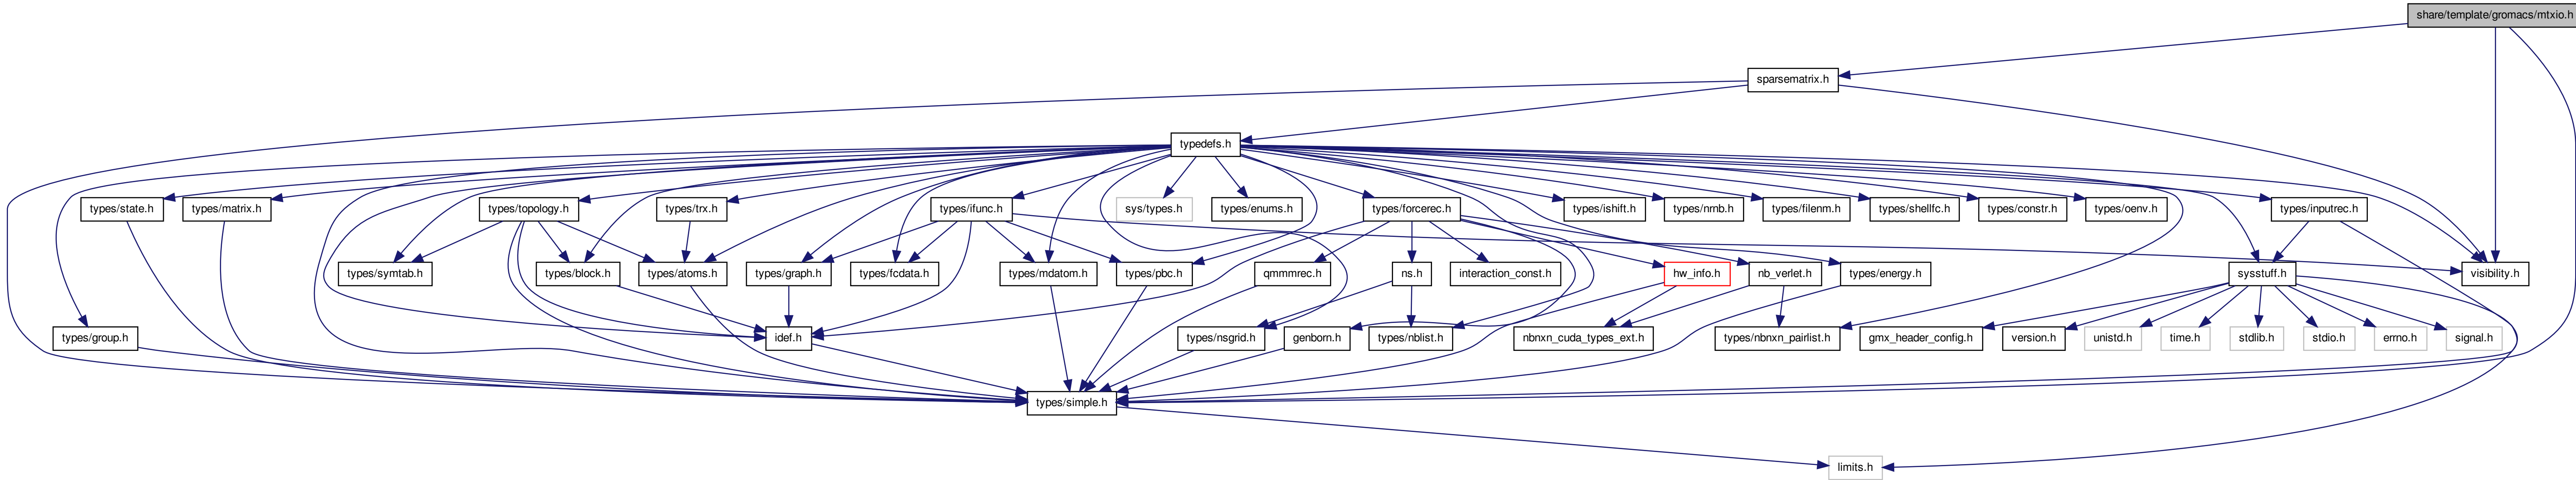 share/template/gromacs/mtxio.h
sparsematrix.h
typedefs.h
types/state.h
types/matrix.h
types/topology.h
types/trx.h
types/ifunc.h
sys/types.h
types/enums.h
types/forcerec.h
types/ishift.h
types/nrnb.h
types/filenm.h
types/shellfc.h
types/constr.h
types/oenv.h
types/inputrec.h
types/symtab.h
types/block.h
types/atoms.h
types/graph.h
types/fcdata.h
types/mdatom.h
types/pbc.h
qmmmrec.h
ns.h
interaction_const.h
hw_info.h
nb_verlet.h
types/energy.h
sysstuff.h
visibility.h
types/group.h
idef.h
types/nsgrid.h
genborn.h
types/nblist.h
nbnxn_cuda_types_ext.h
types/nbnxn_pairlist.h
gmx_header_config.h
version.h
unistd.h
time.h
stdlib.h
stdio.h
errno.h
signal.h
types/simple.h
limits.h